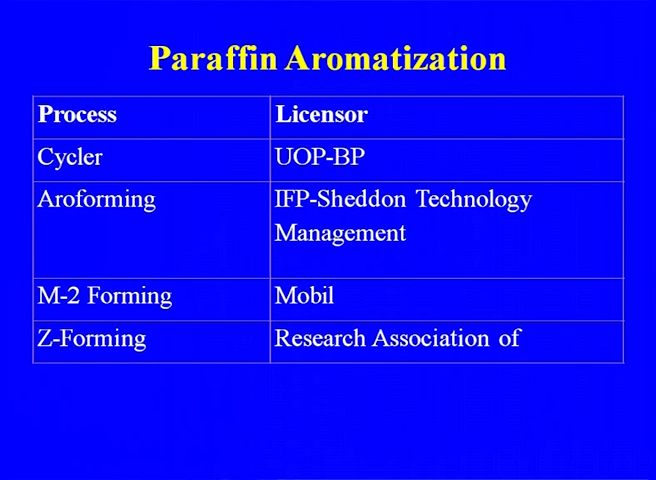 Paraffin Aromatization
Process Licensor
Cycler UOP-BP
Aroforming IFP-Sheddon Technology
Management
M-2 Forming Mobil
Z-Forming Research Association of